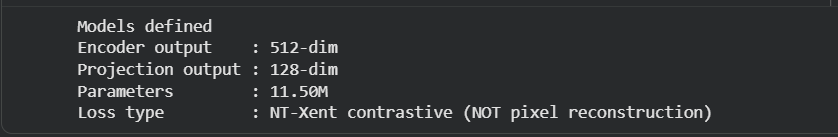 Models defined
Encoder output    : 512-dim
Projection output : 128-dim
Parameters        : 11.50M
Loss type         : NT-Xent contrastive (NOT pixel reconstruction)